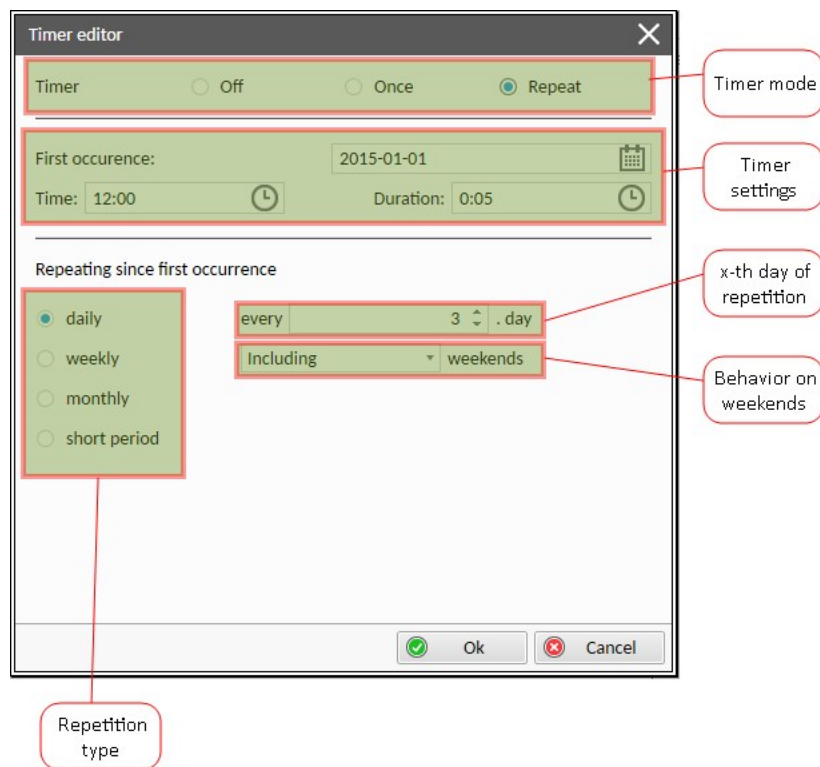 Timer editor
Timer Off Once Repeat
Timer mode
First occurence: 2015-01-01
Time: 12:00 Duration: 0:05
Timer
settings
Repeating since first occurrence
x-th day of
repetition
daily every 3 . day
weekly Including weekends
monthly
short period
Behavior on
weekends
Ok Cancel
Repetition
type